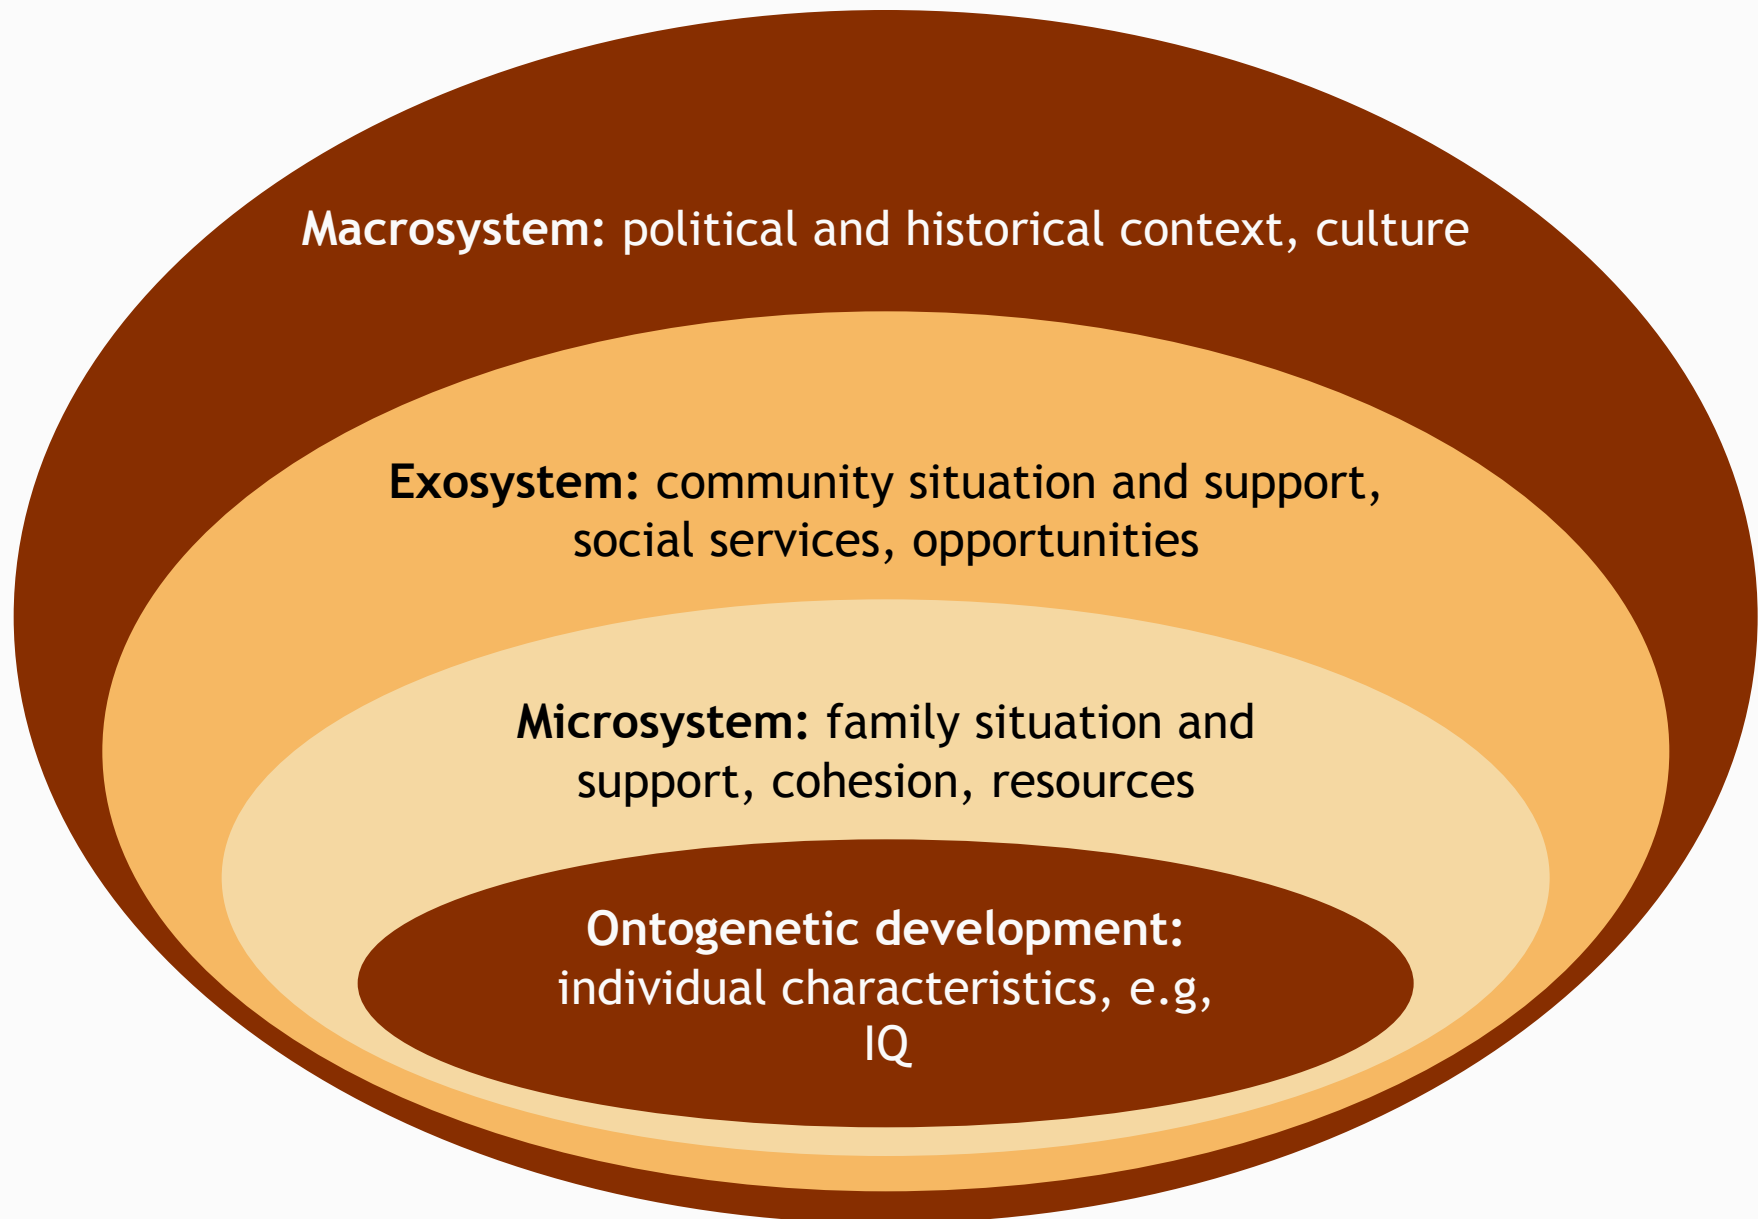 Macrosystem: political and historical context, culture
Exosystem: community situation and support,
social services, opportunities
Microsystem: family situation and
support, cohesion, resources
Ontogenetic development:
individual characteristics, e.g,
IQ